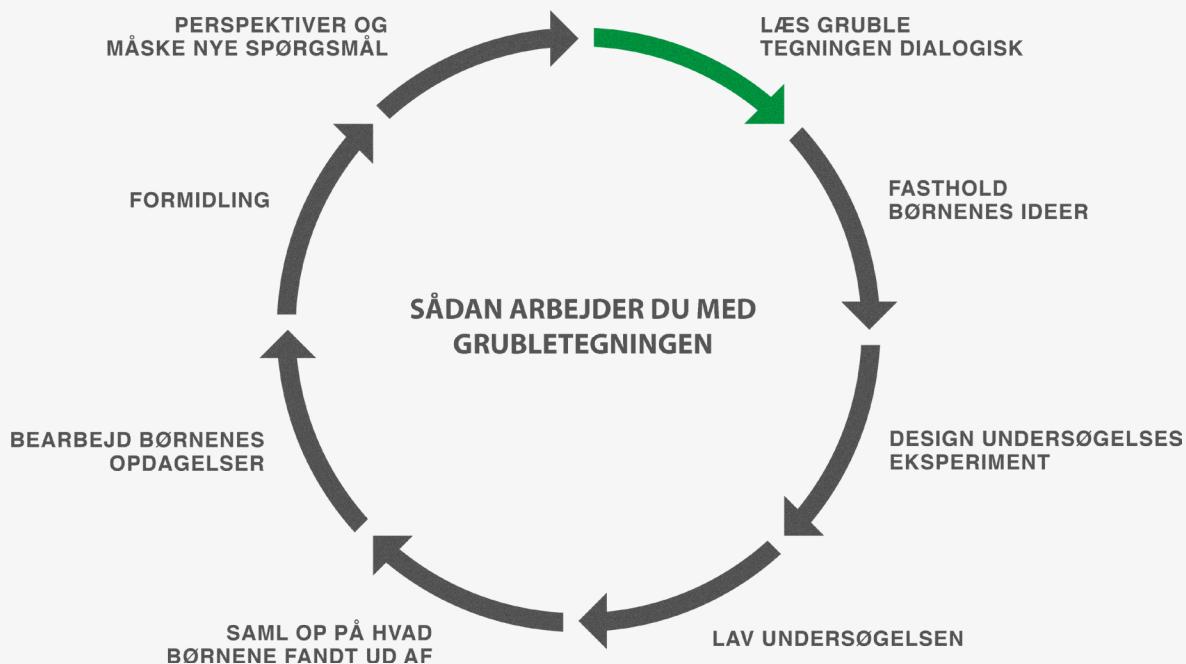 SÅDAN ARBEJDER DU MED
GRUBLETEGNINGEN
LÆS GRUBLE
TEGNINGEN DIALOGISK
FASTHOLD
BØRNENES IDEER
DESIGN UNDERSØGELSES
EKSPERIMENT
LAV UNDERSØGELSEN
SAML OP PÅ HVAD
BØRNENE FANDT UD AF
BEARBEJD BØRNENES
OPDAGELSER
FORMIDLING
PERSPEKTIVER OG
MÅSKE NYE SPØRGSMÅL